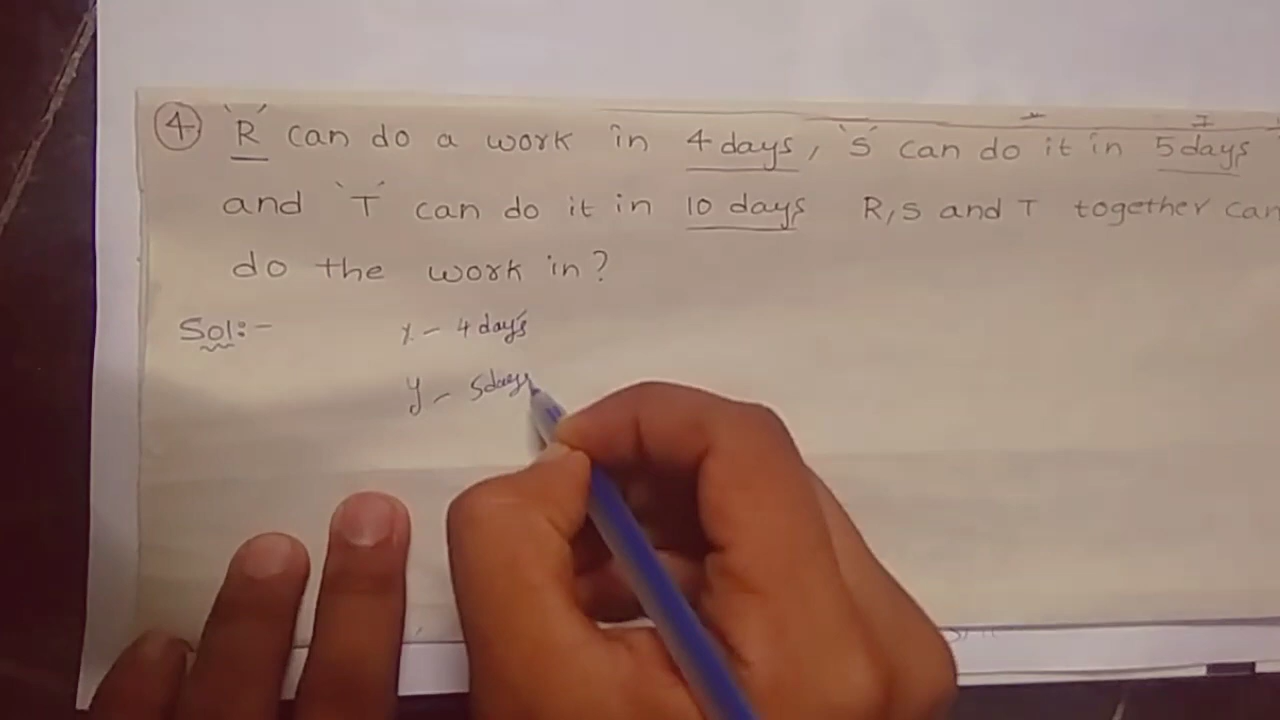 4 'R' can do a work in 4 days, 'S' can do it in 5 days
and 'T' can do it in 10 days R, S and T together can
do the work in?
Sol:-
x - 4 days
y - 5 days